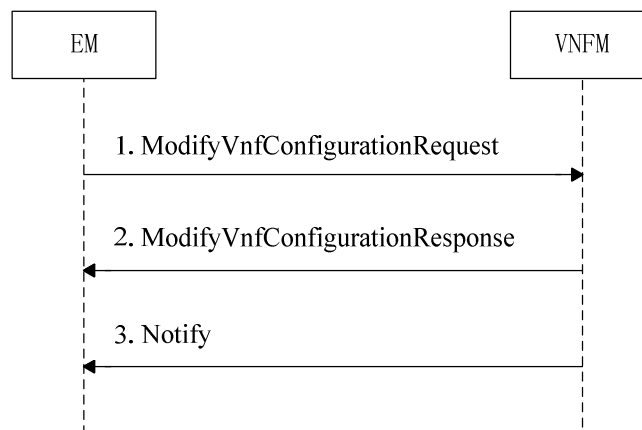 EM
VNFM
1. ModifyVnfConfigurationRequest
2. ModifyVnfConfigurationResponse
3. Notify